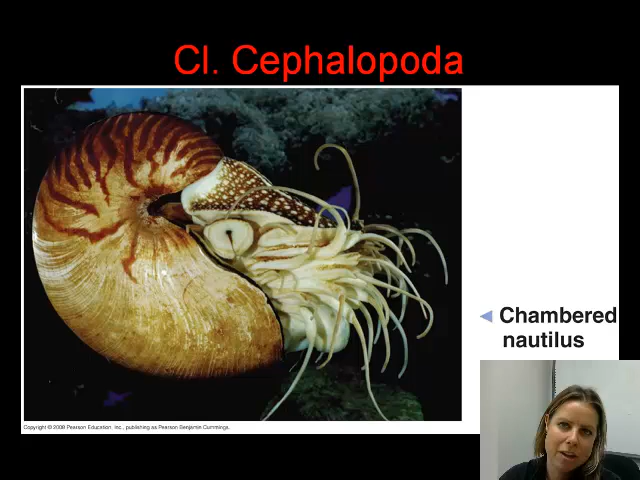 Cl. Cephalopoda
◄ Chambered
nautilus
Copyright © 2008 Pearson Education, Inc., publishing as Pearson Benjamin Cummings.